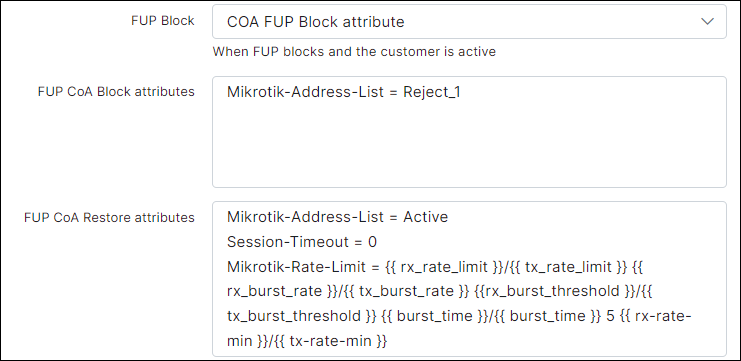 FUP Block
COA FUP Block attribute
When FUP blocks and the customer is active
FUP CoA Block attributes
Mikrotik-Address-List = Reject_1
FUP CoA Restore attributes
Mikrotik-Address-List = Active
Session-Timeout = 0
Mikrotik-Rate-Limit = {{ rx_rate_limit }}/{{ tx_rate_limit }} {{
rx_burst_rate }}/{{ tx_burst_rate }} {{rx_burst_threshold }}/{{
tx_burst_threshold }} {{ burst_time }}/{{ burst_time }} 5 {{ rx-rate-
min }}/{{ tx-rate-min }}